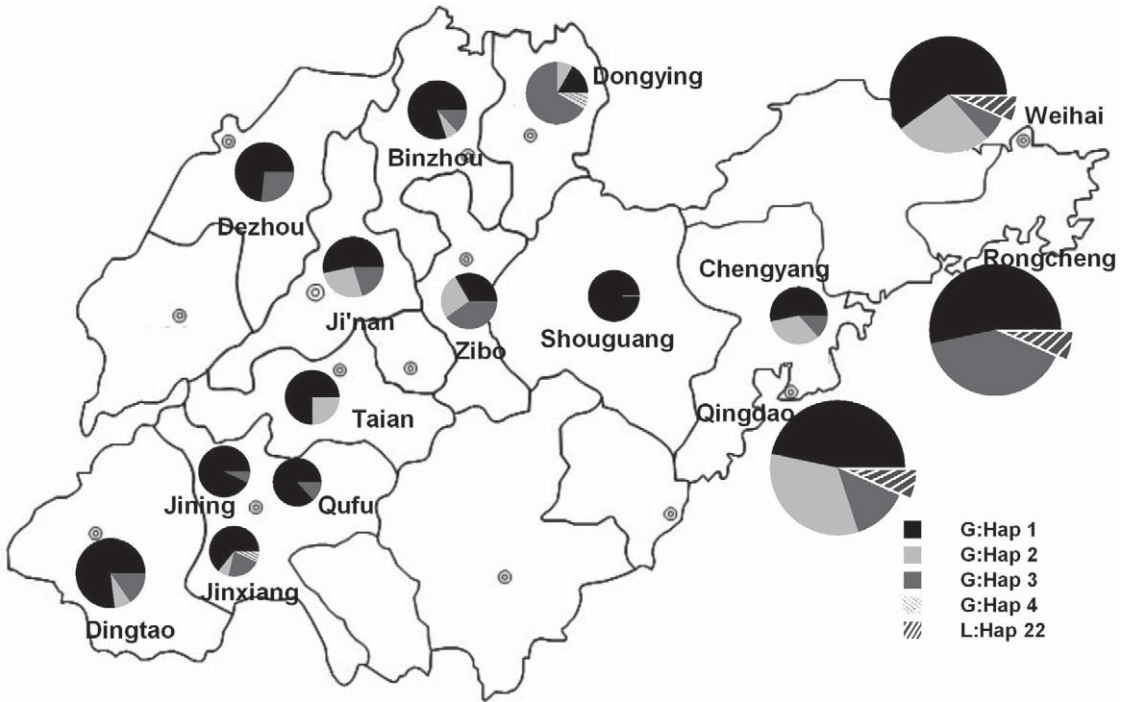 Dongying
Weihai
Binzhou
Dezhou
Rongcheng
Chengyang
Ji'nan
Zibo
Shouguang
Taian
Qingdao
Jining
Qufu
Jinxiang
Dingtao
G:Hap 1
G:Hap 2
G:Hap 3
G:Hap 4
L:Hap 22